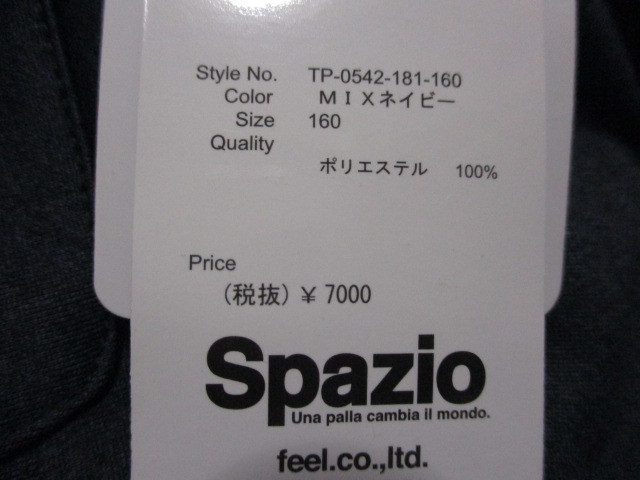 Style No. TP-0542-181-160
Color MIXネイビー
Size 160
Quality
ポリエステル 100%
Price
(税抜) ¥ 7000
Spazio
Una palla cambia il mondo.
feel.co.,ltd.